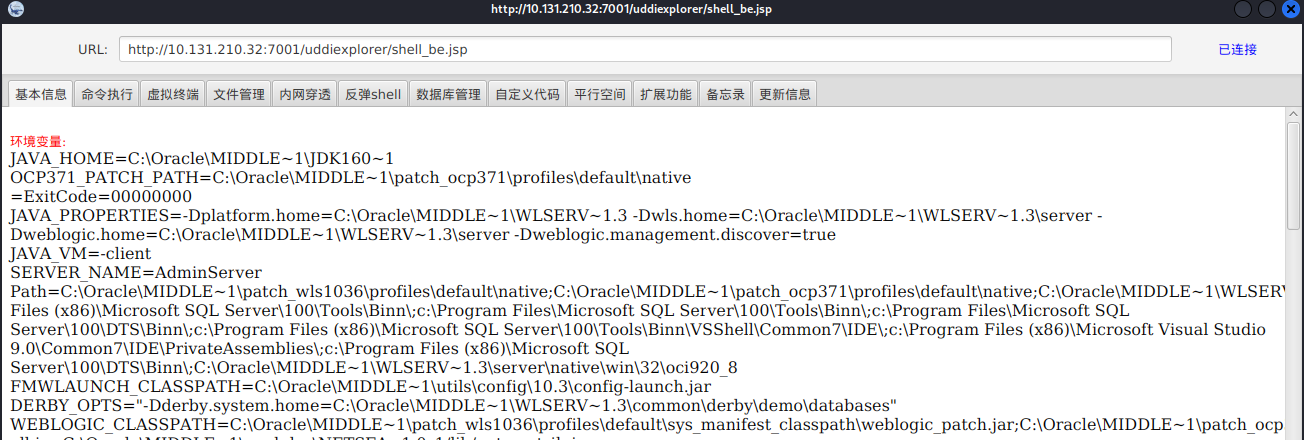 http://10.131.210.32:7001/uddiexplorer/shell_be.jsp
URL: http://10.131.210.32:7001/uddiexplorer/shell_be.jsp 已连接
基本信息 命令执行 虚拟终端 文件管理 内网穿透 反弹shell 数据库管理 自定义代码 平行空间 扩展功能 备忘录 更新信息
环境变量:
JAVA_HOME=C:\Oracle\MIDDLE~1\JDK160~1
OCP371_PATCH_PATH=C:\Oracle\MIDDLE~1\patch_ocp371\profiles\default\native
=ExitCode=00000000
JAVA_PROPERTIES=-Dplatform.home=C:\Oracle\MIDDLE~1\WLSERV~1.3 -Dwls.home=C:\Oracle\MIDDLE~1\WLSERV~1.3\server -
Dweblogic.home=C:\Oracle\MIDDLE~1\WLSERV~1.3\server -Dweblogic.management.discover=true
JAVA_VM=-client
SERVER_NAME=AdminServer
Path=C:\Oracle\MIDDLE~1\patch_wls1036\profiles\default\native;C:\Oracle\MIDDLE~1\patch_ocp371\profiles\default\native;C:\Oracle\MIDDLE~1\WLSERV
Files (x86)\Microsoft SQL Server\100\Tools\Binn\;c:\Program Files\Microsoft SQL Server\100\Tools\Binn\;c:\Program Files\Microsoft SQL
Server\100\DTS\Binn\;c:\Program Files (x86)\Microsoft SQL Server\100\Tools\Binn\VSShell\Common7\IDE\;c:\Program Files (x86)\Microsoft Visual Studio
9.0\Common7\IDE\PrivateAssemblies\;c:\Program Files (x86)\Microsoft SQL
Server\100\DTS\Binn\;C:\Oracle\MIDDLE~1\WLSERV~1.3\server\native\win\32\oci920_8
FMWLAUNCH_CLASSPATH=C:\Oracle\MIDDLE~1\utils\config\10.3\config-launch.jar
DERBY_OPTS="-Dderby.system.home=C:\Oracle\MIDDLE~1\WLSERV~1.3\common\derby\demo\databases"
WEBLOGIC_CLASSPATH=C:\Oracle\MIDDLE~1\patch_wls1036\profiles\default\sys_manifest_classpath\weblogic_patch.jar;C:\Oracle\MIDDLE~1\patch_ocp